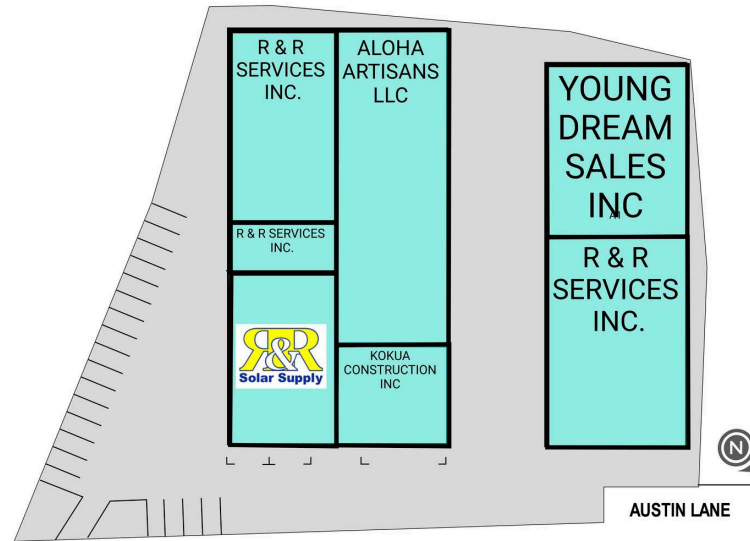 R & R
SERVICES
INC.
ALOHA
ARTISANS
LLC
YOUNG
DREAM
SALES
INC
R & R SERVICES
INC.
R & R
SERVICES
INC.
R&R
Solar Supply
KOKUA
CONSTRUCTION
INC
N
AUSTIN LANE